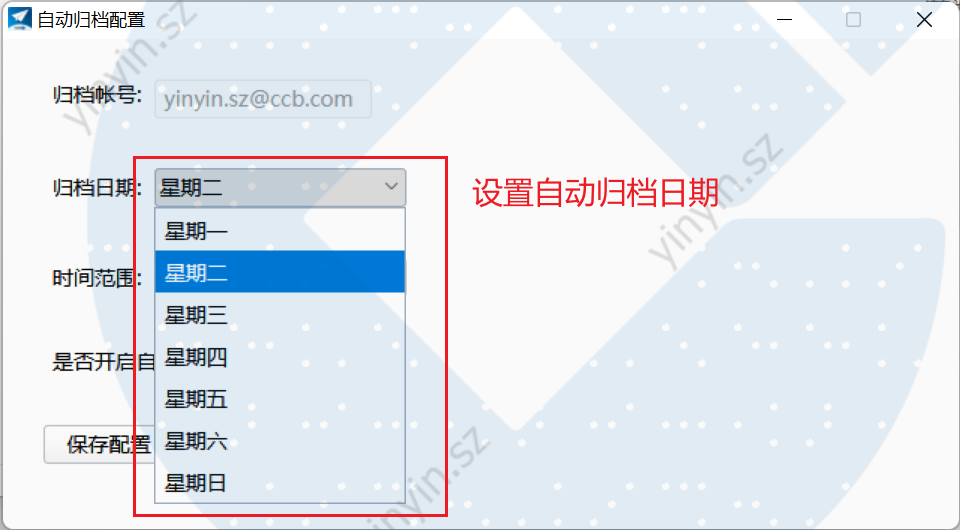 自动归档配置
yinyin.sz
归档帐号:
yinyin.sz@ccb.com
归档日期:
星期二
设置自动归档日期
星期一
yinyin.sz
星期二
时间范围:
星期三
是否开启自
星期四
星期五
保存配置
星期六
星期日
yinyin.sz